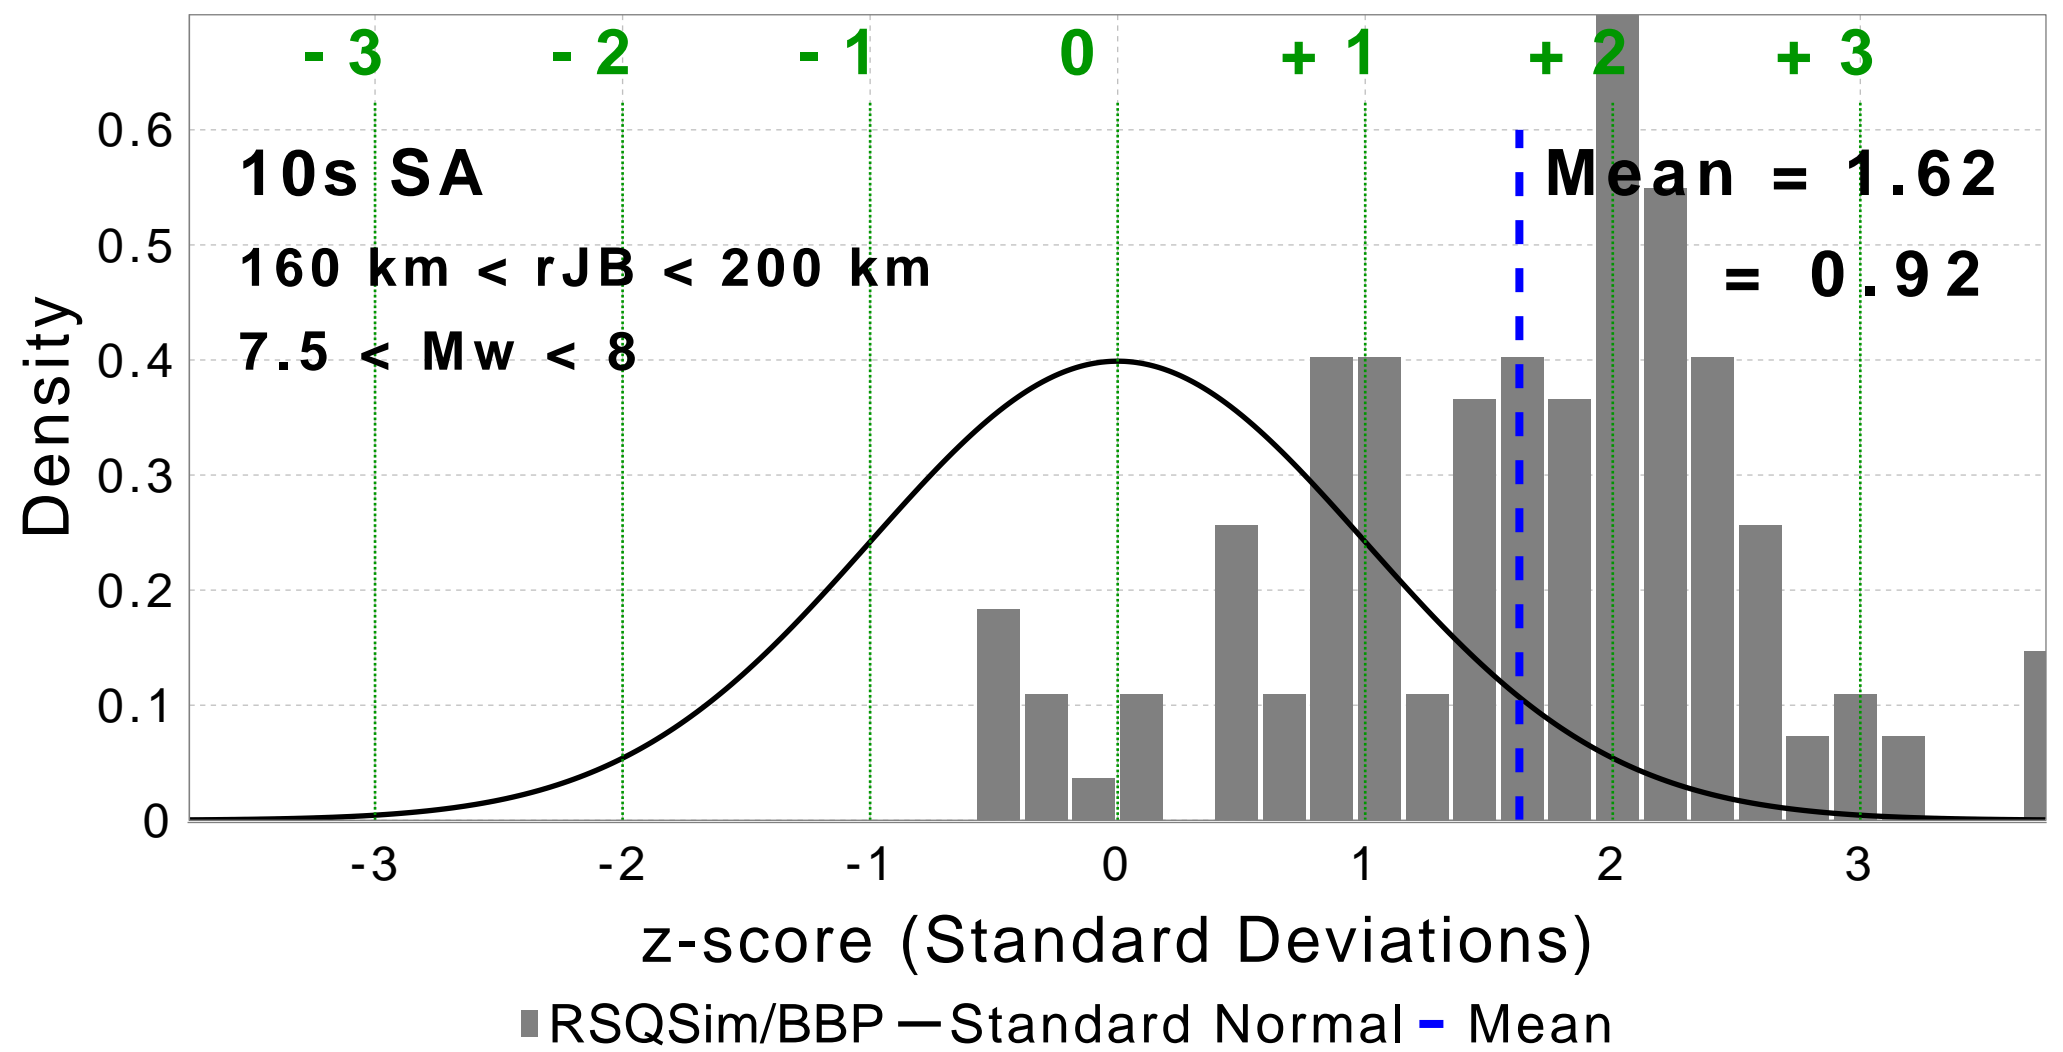 - 3 - 2 - 1 0 + 1 + 2 + 3
0.6
10s SA
Mean = 1.62
0.5
160 km < rJB < 200 km
= 0.92
0.4
7.5 < Mw < 8
0.3
0.2
0.1
0
Density
-3 -2 -1 0 1 2 3
z-score (Standard Deviations)
RSQSim/BBP Standard Normal Mean